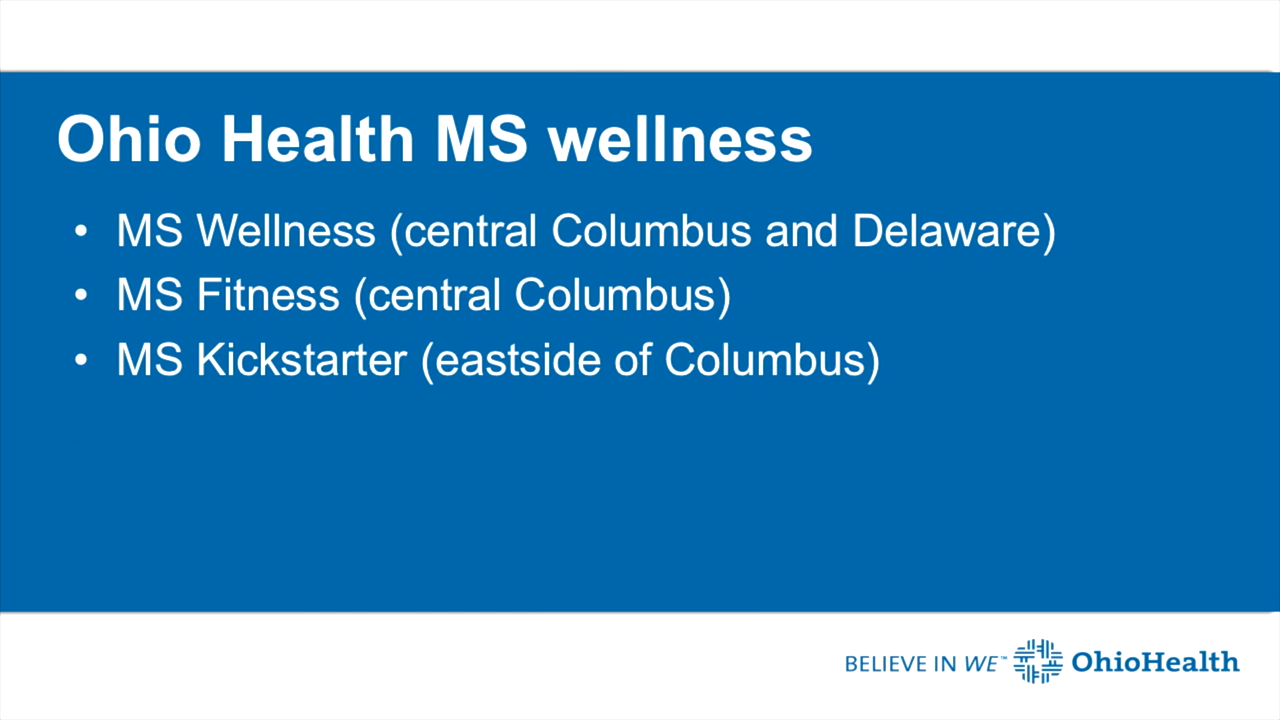 Ohio Health MS wellness
• MS Wellness (central Columbus and Delaware)
• MS Fitness (central Columbus)
• MS Kickstarter (eastside of Columbus)
BELIEVE IN WE™ OhioHealth